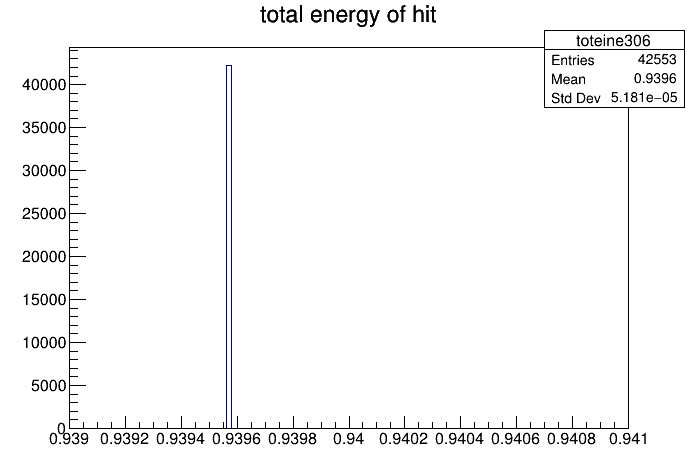 total energy of hit
toteine306
Entries 42553
Mean 0.9396
Std Dev 5.181e−05
40000
35000
30000
25000
20000
15000
10000
5000
0
0.939 0.9392 0.9394 0.9396 0.9398 0.94 0.9402 0.9404 0.9406 0.9408 0.941